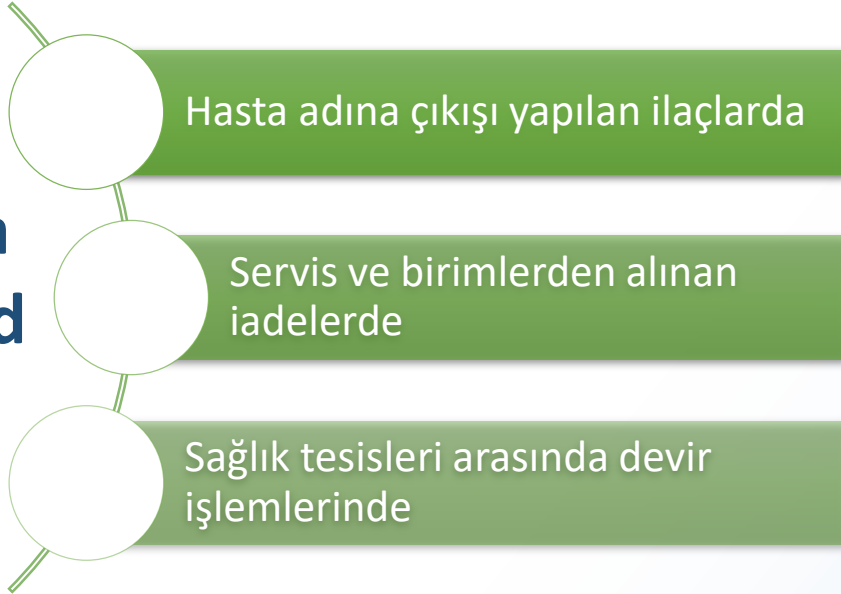 Hasta adına çıkışı yapılan ilaçlarda
Servis ve birimlerden alınan
iadelerde
Sağlık tesisleri arasında devir
işlemlerinde